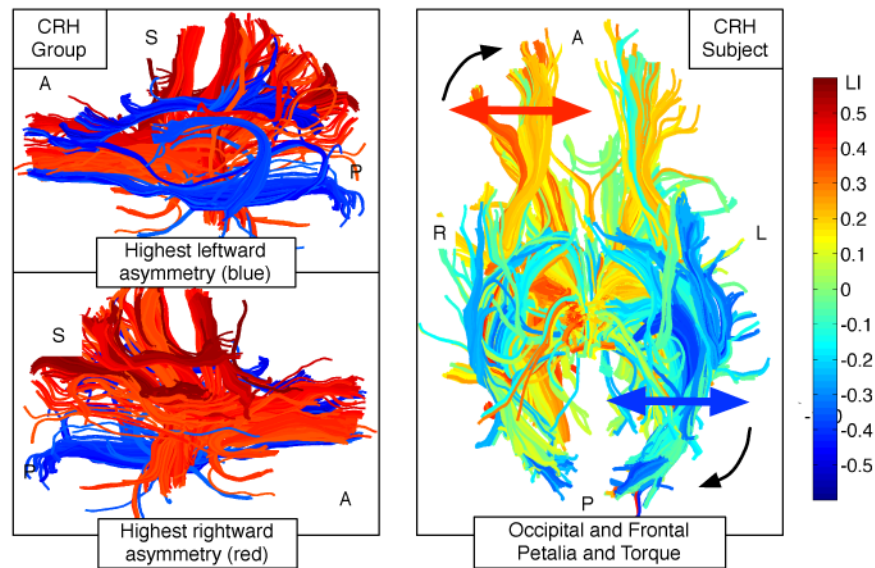 CRH
Group
S
A
P
Highest leftward
asymmetry (blue)
S
P
A
Highest rightward
asymmetry (red)
A
CRH
Subject
R
L
P
Occipital and Frontal
Petalia and Torque
LI
0.5
0.4
0.3
0.2
0.1
0
-0.1
-0.2
-0.3
-0.4
-0.5